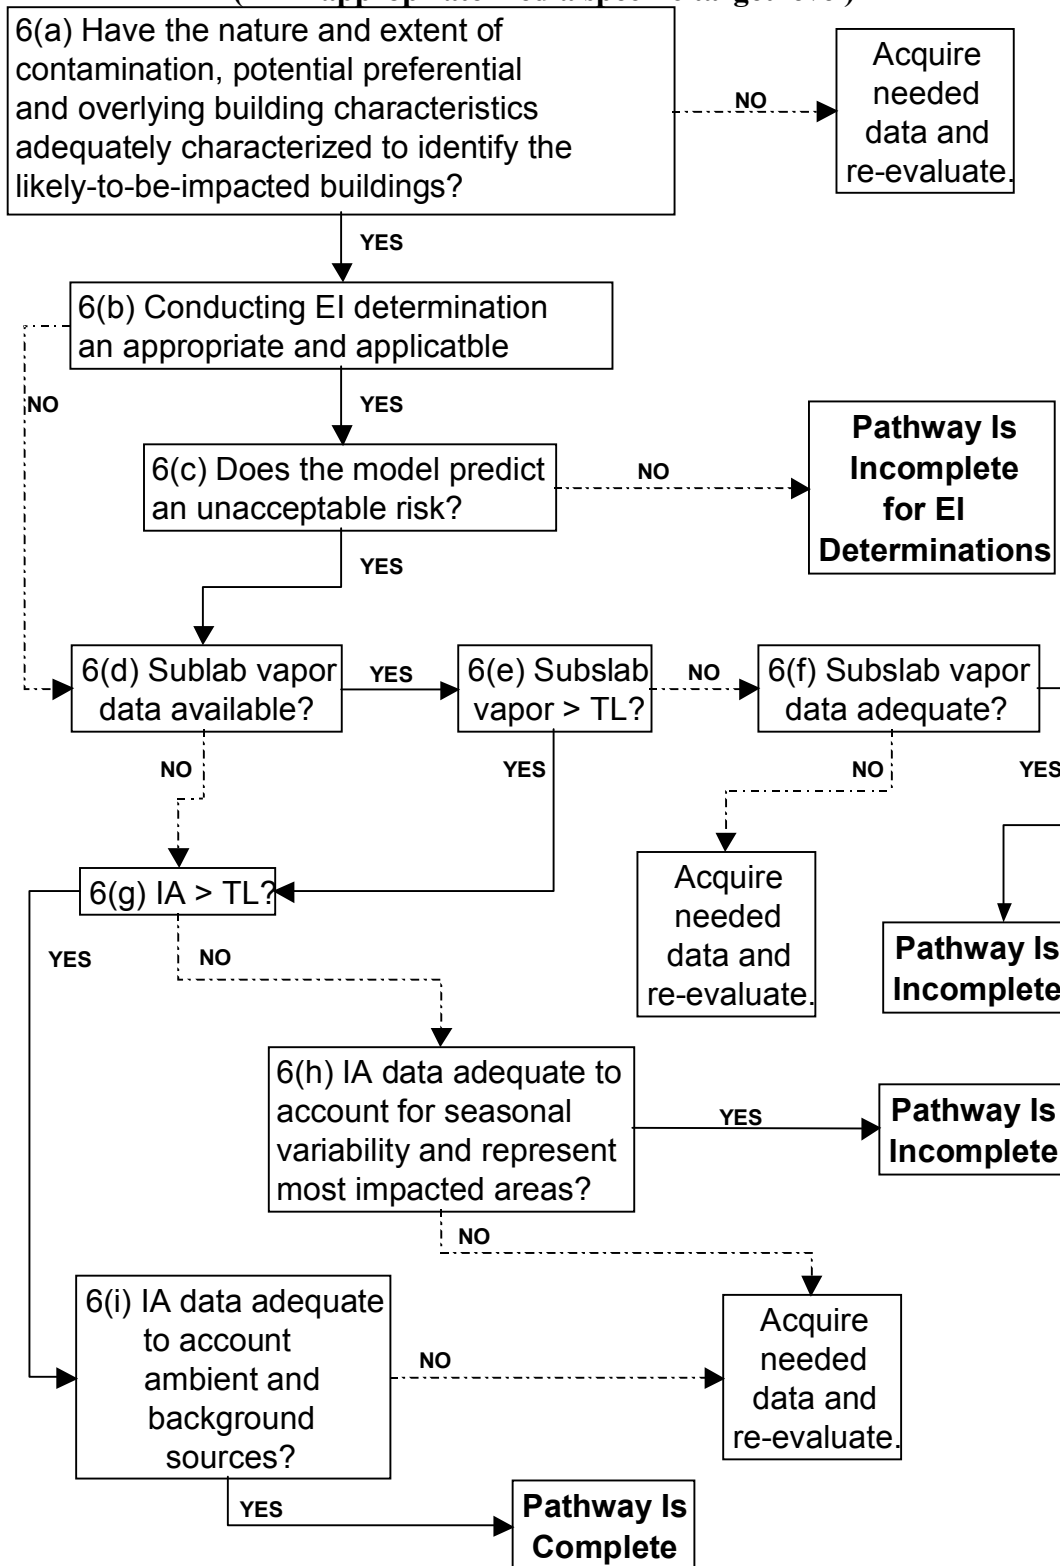 appropriate
6(a) Have the nature and extent of
contamination, potential preferential
and overlying building characteristics
adequately characterized to identify the
likely-to-be-impacted buildings?
NO
Acquire
needed
data and
re-evaluate.
YES
6(b) Conducting EI determination
an appropriate and applicatble
NO
YES
6(c) Does the model predict
an unacceptable risk?
NO
Pathway Is
Incomplete
for EI
Determinations
YES
6(d) Sublab vapor
data available?
YES
6(e) Subslab
vapor > TL?
NO
6(f) Subslab vapor
data adequate?
NO
YES
NO
YES
6(g) IA > TL?
Acquire
needed
data and
re-evaluate.
Pathway Is
Incomplete
YES
NO
6(h) IA data adequate to
account for seasonal
variability and represent
most impacted areas?
YES
Pathway Is
Incomplete
NO
6(i) IA data adequate
to account
ambient and
background
sources?
NO
Acquire
needed
data and
re-evaluate.
YES
Pathway Is
Complete